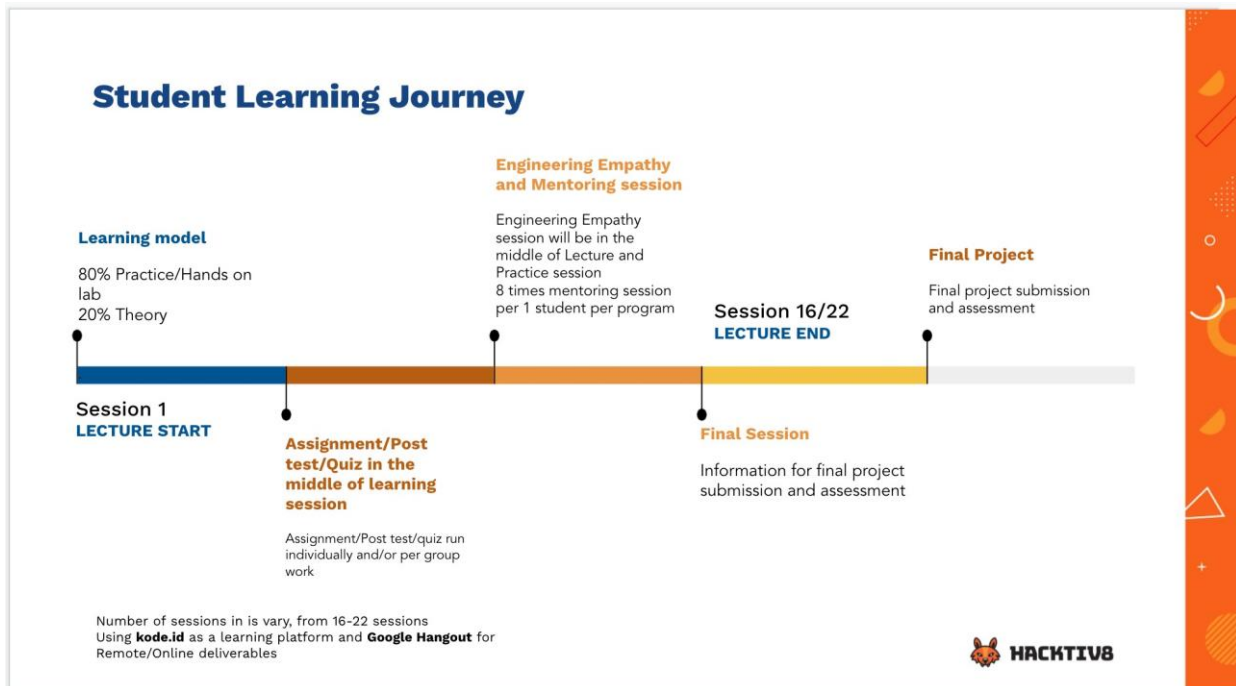 Student Learning Journey
Learning model
80% Practice/Hands on
lab
20% Theory
Session 1
LECTURE START
Assignment/Post
test/Quiz in the
middle of learning
session
Assignment/Post test/quiz run
individually and/or per group
work
Engineering Empathy
and Mentoring session
Engineering Empathy
session will be in the
middle of Lecture and
Practice session
8 times mentoring session
per 1 student per program
Session 16/22
LECTURE END
Final Session
Information for final project
submission and assessment
Final Project
Final project submission
and assessment
Number of sessions in is vary, from 16-22 sessions
Using kode.id as a learning platform and Google Hangout for
Remote/Online deliverables
HACKTIV8